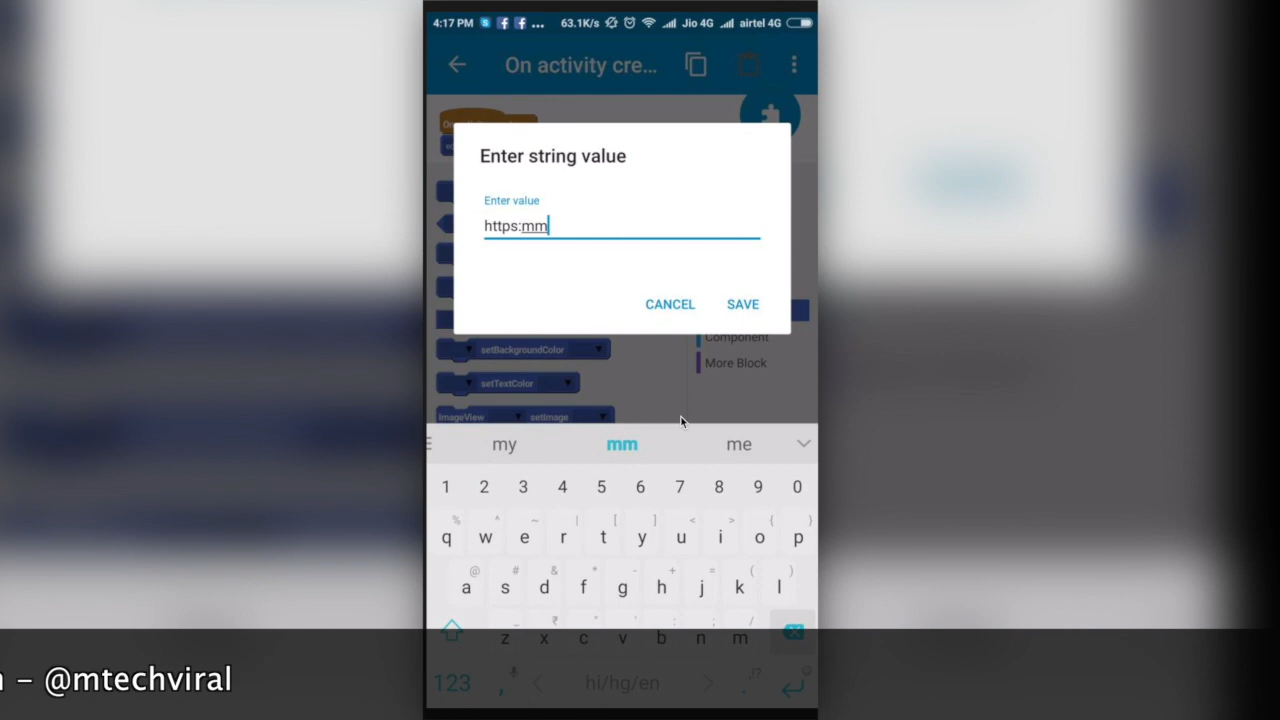 4:17 PM 63.1K/s Jio 4G airtel 4G
On activity cre...
Enter string value
Enter value
https:mm
CANCEL SAVE
Component
setBackgroundColor
More Block
setTextColor
ImageView setImage
my mm me
1 2 3 4 5 6 7 8 9 0
% ^ ~ | [ ] < > { }
q w e r t y u i o p
@ # & * - + = ( )
a s d f g h j k l
_ ₹ " ' : ; /
z x c v b n m
– @mtechviral
123 , hi/hg/en . ,!?